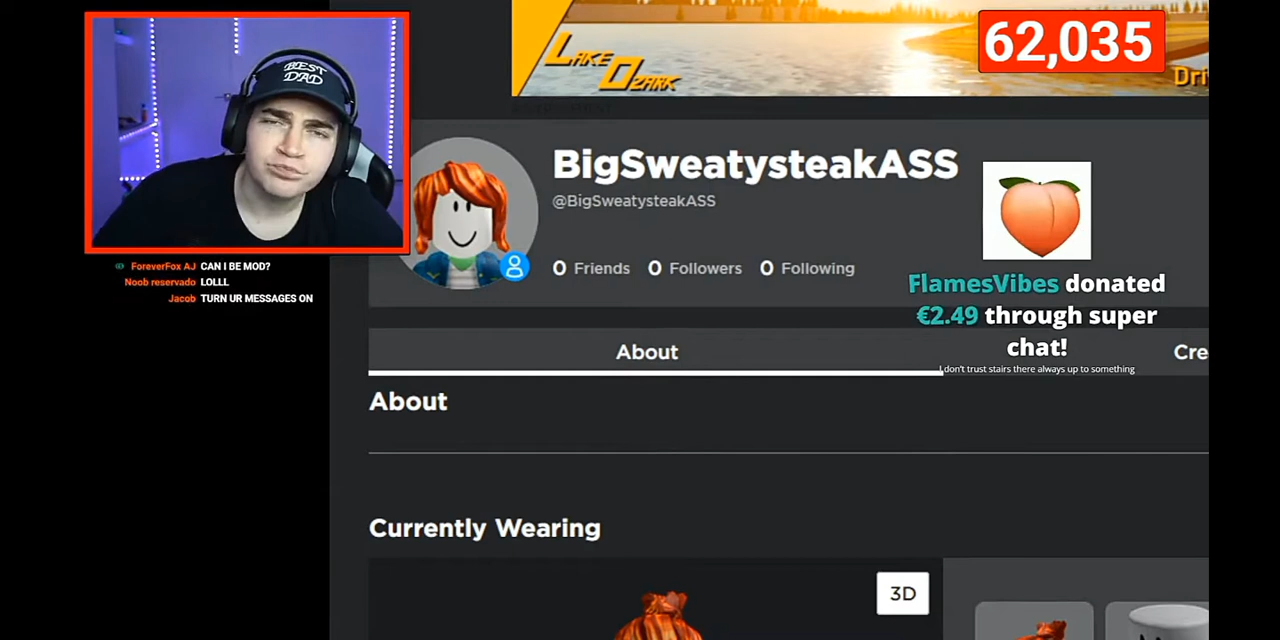 BEST
DAD
LAKE
OZARK
62,035
Dri
BigSweatysteakASS
@BigSweatysteakASS
0 Friends 0 Followers 0 Following
ForeverFox AJ CAN I BE MOD?
Noob reservado LOLLL
Jacob TURN UR MESSAGES ON
FlamesVibes donated
€2.49 through super
chat!
I don't trust stairs there always up to something
About
Cre
About
Currently Wearing
3D